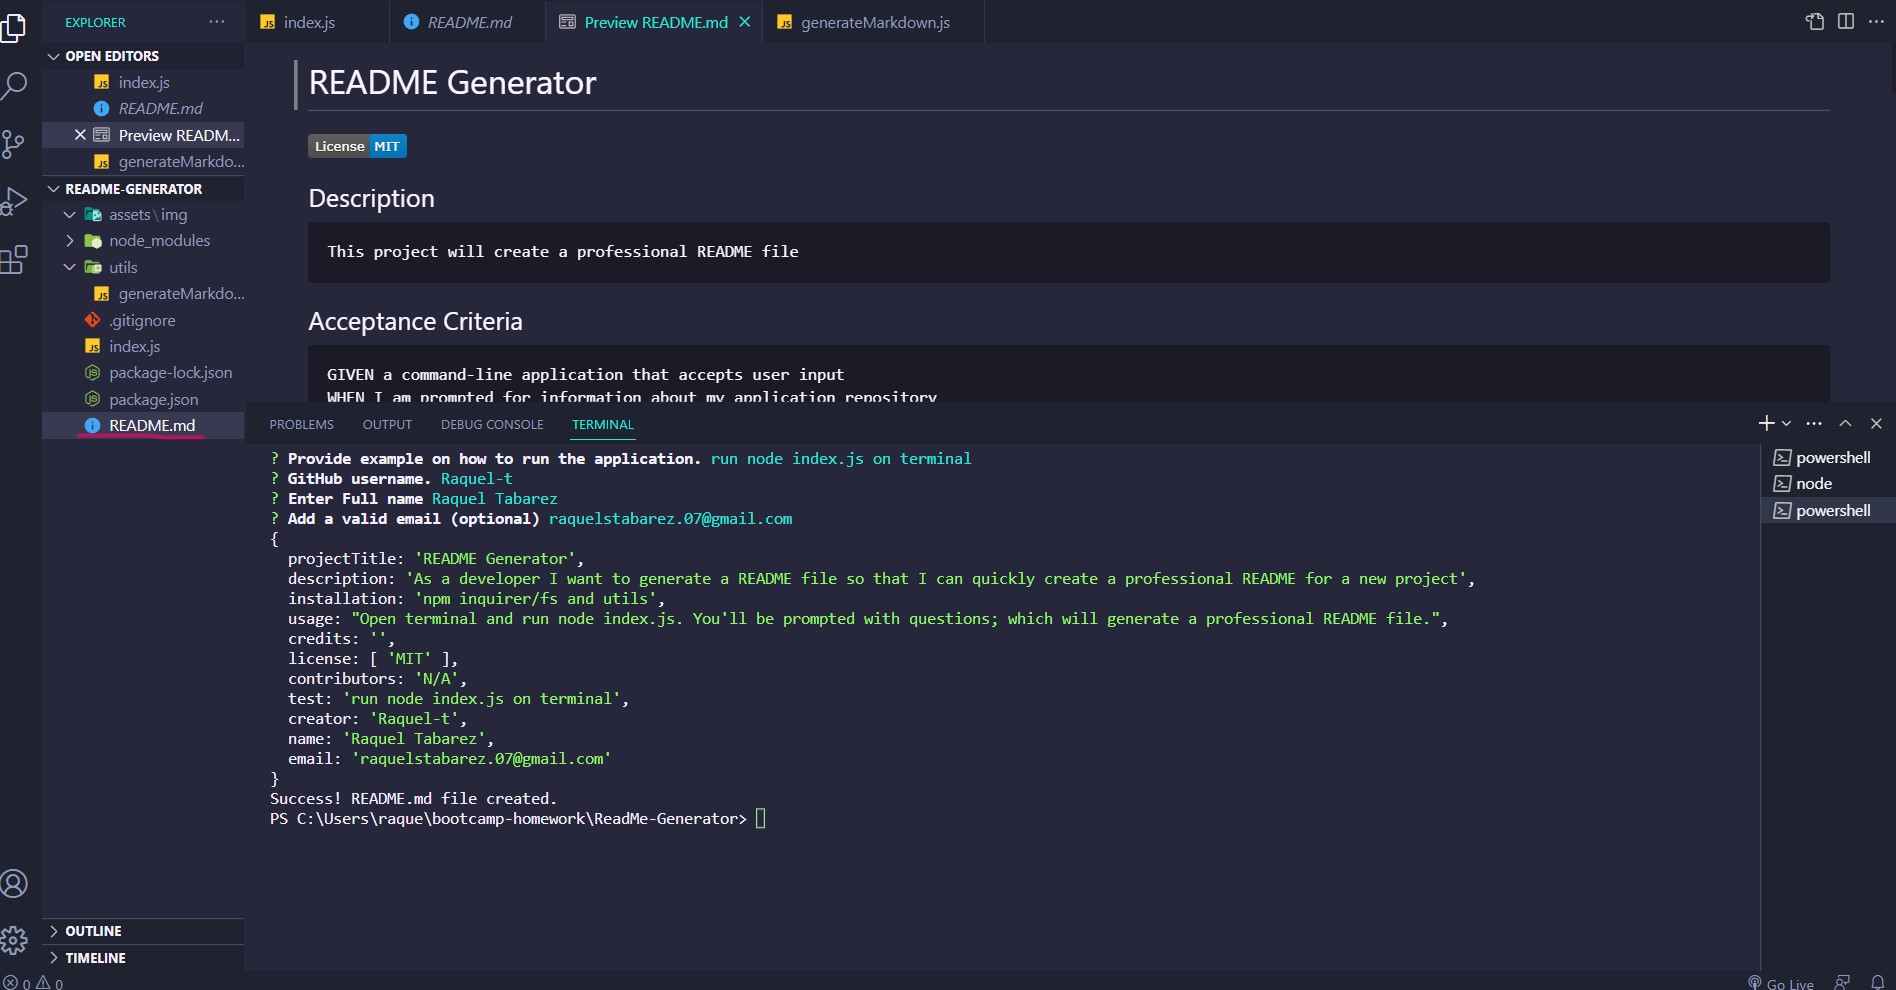 EXPLORER
OPEN EDITORS
index.js
README.md
Preview READM...
generateMarkdo...
README-GENERATOR
assets\img
node_modules
utils
generateMarkdo...
.gitignore
index.js
package-lock.json
package.json
README.md
OUTLINE
TIMELINE
index.js
README.md
Preview README.md
generateMarkdown.js
README Generator
License MIT
Description
This project will create a professional README file
Acceptance Criteria
GIVEN a command-line application that accepts user input
WHEN I am prompted for information about my application repository
PROBLEMS OUTPUT DEBUG CONSOLE TERMINAL
? Provide example on how to run the application. run node index.js on terminal
? GitHub username. Raquel-t
? Enter Full name Raquel Tabarez
? Add a valid email (optional) raquelstabarez.07@gmail.com
{
projectTitle: 'README Generator',
description: 'As a developer I want to generate a README file so that I can quickly create a professional README for a new project',
installation: 'npm inquirer/fs and utils',
usage: "Open terminal and run node index.js. You'll be prompted with questions; which will generate a professional README file.",
credits: '',
license: [ 'MIT' ],
contributors: 'N/A',
test: 'run node index.js on terminal',
creator: 'Raquel-t',
name: 'Raquel Tabarez',
email: 'raquelstabarez.07@gmail.com'
}
Success! README.md file created.
PS C:\Users\raque\bootcamp-homework\ReadMe-Generator>
powershell
node
powershell
0 0
Go Live